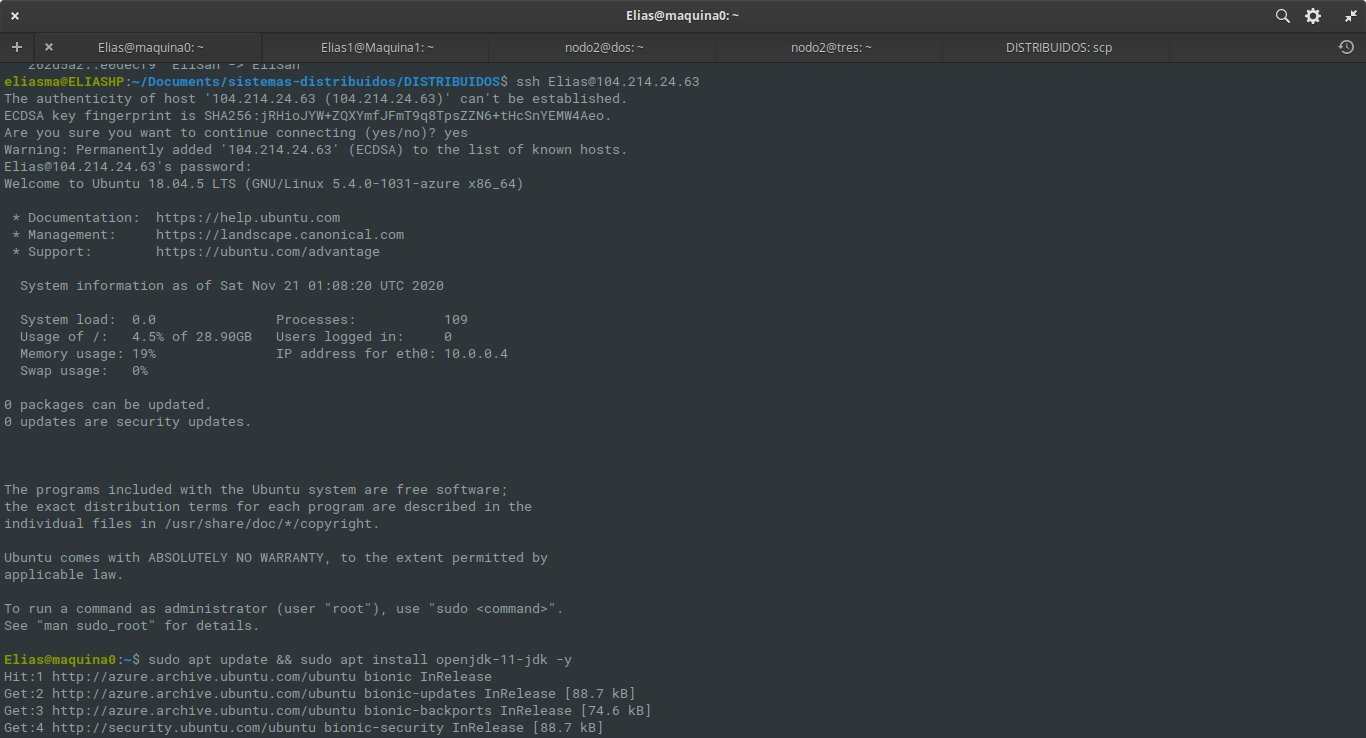 Elias@maquina0: ~
Elias@maquina0: ~ Elias1@Maquina1: ~ nodo2@dos: ~ nodo2@tres: ~ DISTRIBUIDOS: scp
262d5a2..e0dec19  EliSan -> EliSan
eliasma@ELIASHP:~/Documents/sistemas-distribuidos/DISTRIBUIDOS$ ssh Elias@104.214.24.63
The authenticity of host '104.214.24.63 (104.214.24.63)' can't be established.
ECDSA key fingerprint is SHA256:jRHioJYW+ZQXYmfJFmT9q8TpsZZN6+tHcSnYEMW4Aeo.
Are you sure you want to continue connecting (yes/no)? yes
Warning: Permanently added '104.214.24.63' (ECDSA) to the list of known hosts.
Elias@104.214.24.63's password:
Welcome to Ubuntu 18.04.5 LTS (GNU/Linux 5.4.0-1031-azure x86_64)
* Documentation:  https://help.ubuntu.com
* Management:     https://landscape.canonical.com
* Support:        https://ubuntu.com/advantage
System information as of Sat Nov 21 01:08:20 UTC 2020
System load:  0.0               Processes:           109
Usage of /:   4.5% of 28.90GB   Users logged in:     0
Memory usage: 19%               IP address for eth0: 10.0.0.4
Swap usage:   0%
0 packages can be updated.
0 updates are security updates.
The programs included with the Ubuntu system are free software;
the exact distribution terms for each program are described in the
individual files in /usr/share/doc/*/copyright.
Ubuntu comes with ABSOLUTELY NO WARRANTY, to the extent permitted by
applicable law.
To run a command as administrator (user "root"), use "sudo <command>".
See "man sudo_root" for details.
Elias@maquina0:~$ sudo apt update && sudo apt install openjdk-11-jdk -y
Hit:1 http://azure.archive.ubuntu.com/ubuntu bionic InRelease
Get:2 http://azure.archive.ubuntu.com/ubuntu bionic-updates InRelease [88.7 kB]
Get:3 http://azure.archive.ubuntu.com/ubuntu bionic-backports InRelease [74.6 kB]
Get:4 http://security.ubuntu.com/ubuntu bionic-security InRelease [88.7 kB]